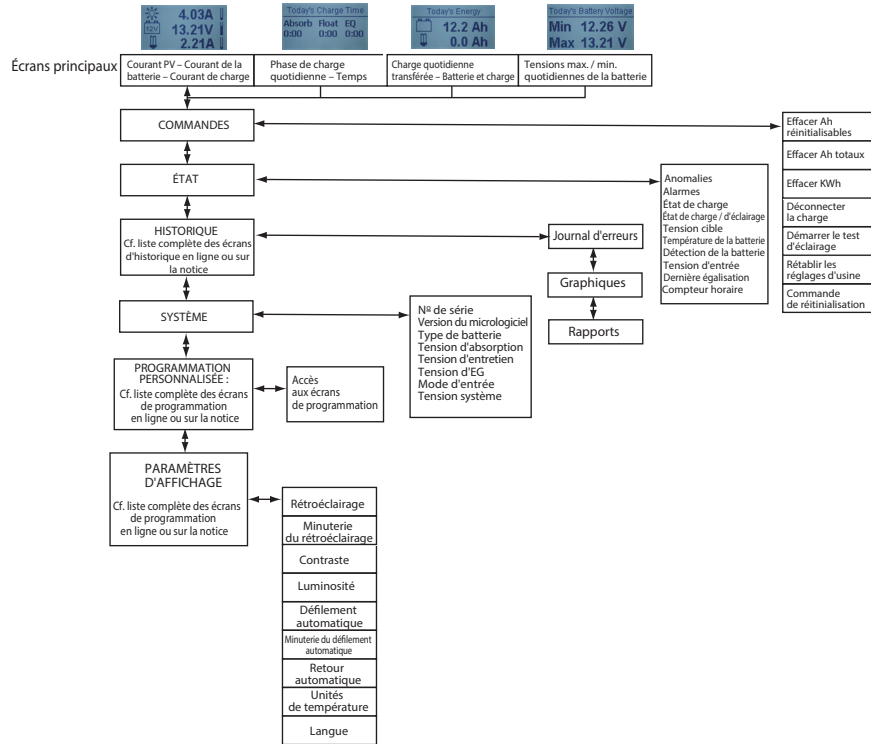 4.03A
12V
13.21V
2.21A
Today's Charge Time
Absorb Float EQ
0:00 0:00 0:00
Today's Energy
12.2 Ah
0.0 Ah
Today's Battery Voltage
Min 12.26 V
Max 13.21 V
Écrans principaux
Courant PV – Courant de la
batterie – Courant de charge
Phase de charge
quotidienne – Temps
Charge quotidienne
transférée – Batterie et charge
Tensions max. / min.
quotidiennes de la batterie
COMMANDES
Effacer Ah
réinitialisables
Effacer Ah totaux
Effacer KWh
Déconnecter
la charge
Démarrer le test
d'éclairage
Rétablir les
réglages d'usine
Commande
de réitinialisation
ÉTAT
Anomalies
Alarmes
État de charge
État de charge / d'éclairage
Tension cible
Température de la batterie
Détection de la batterie
Tension d'entrée
Dernière égalisation
Compteur horaire
HISTORIQUE
Cf. liste complète des écrans
d'historique en ligne ou sur
la notice
Journal d'erreurs
Graphiques
Rapports
SYSTÈME
Nº de série
Version du micrologiciel
Type de batterie
Tension d'absorption
Tension d'entretien
Tension d'EG
Mode d'entrée
Tension système
PROGRAMMATION
PERSONNALISÉE :
Cf. liste complète des écrans
de programmation
en ligne ou sur la notice
Accès
aux écrans
de programmation
PARAMÈTRES
D'AFFICHAGE
Cf. liste complète des écrans
de programmation
en ligne ou sur la notice
Rétroéclairage
Minuterie
du rétroéclairage
Contraste
Luminosité
Défilement
automatique
Minuterie du défilement
automatique
Retour
automatique
Unités
de température
Langue